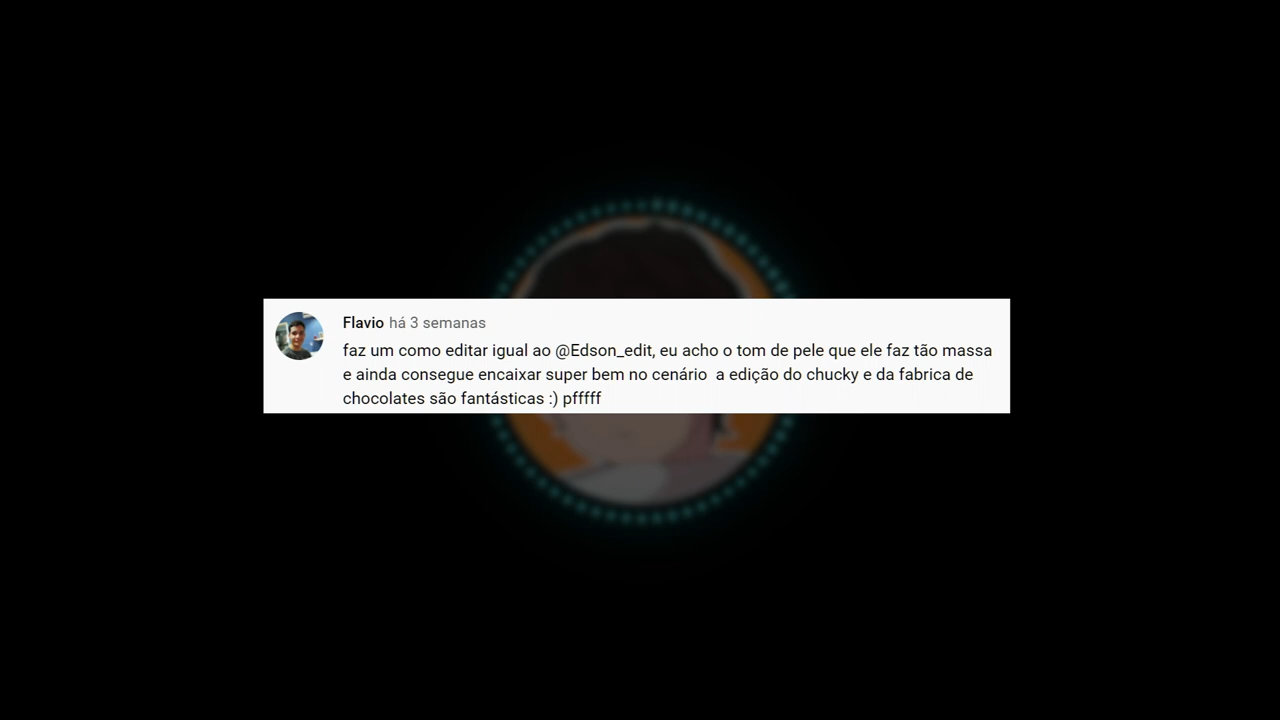 Flavio há 3 semanas
faz um como editar igual ao @Edson_edit, eu acho o tom de pele que ele faz tão massa
e ainda consegue encaixar super bem no cenário  a edição do chucky e da fabrica de
chocolates são fantásticas :) pfffff